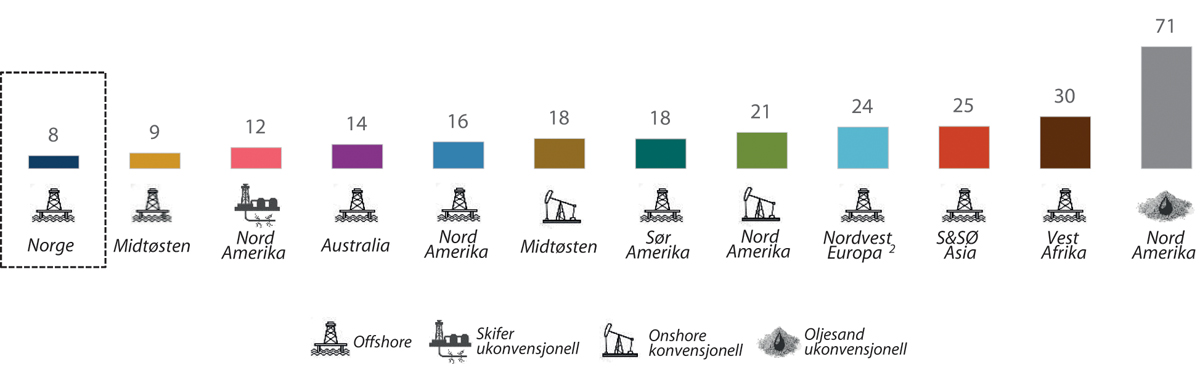 8
9
12
14
16
18
18
21
24
25
30
71
Norge
Midtøsten
Nord
Amerika
Australia
Nord
Amerika
Midtøsten
Sør
Amerika
Nord
Amerika
Nordvest
Europa 2
S&SØ
Asia
Vest
Afrika
Nord
Amerika
Offshore
Skifer
ukonvensjonell
Onshore
konvensjonell
Oljesand
ukonvensjonell